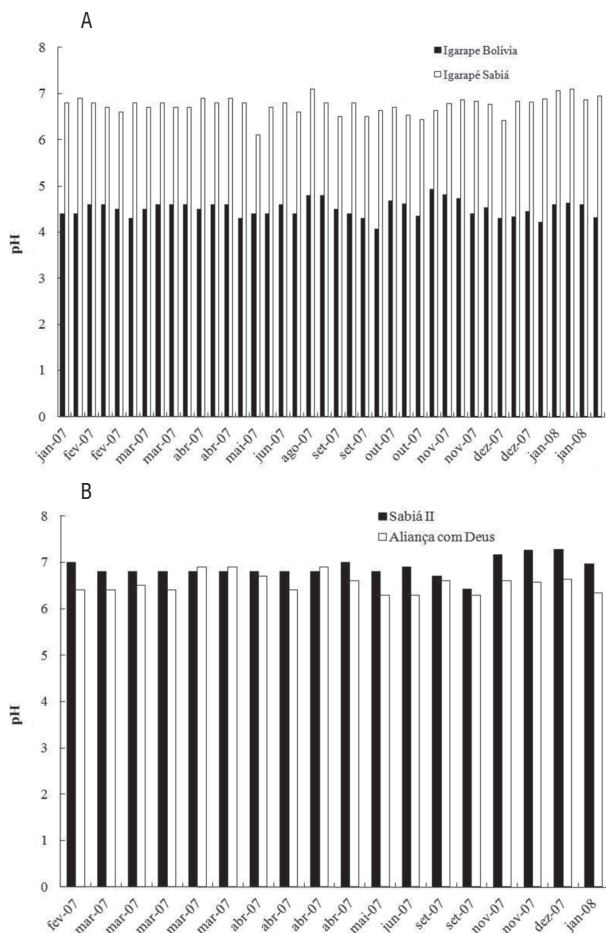 A
8
7
6
5
4
3
2
1
0
pH
Igarape Bolivia
Igarapé Sabiá
jan-07
fev-07
fev-07
mar-07
mar-07
abr-07
abr-07
mai-07
jun-07
ago-07
set-07
set-07
out-07
out-07
nov-07
nov-07
dez-07
dez-07
jan-08
jan-08
B
8
7
6
5
4
3
2
1
0
pH
Sabiá II
Aliança com Deus
fev-07
mar-07
mar-07
mar-07
mar-07
mar-07
abr-07
abr-07
abr-07
abr-07
mai-07
jun-07
set-07
set-07
nov-07
nov-07
dez-07
jan-08